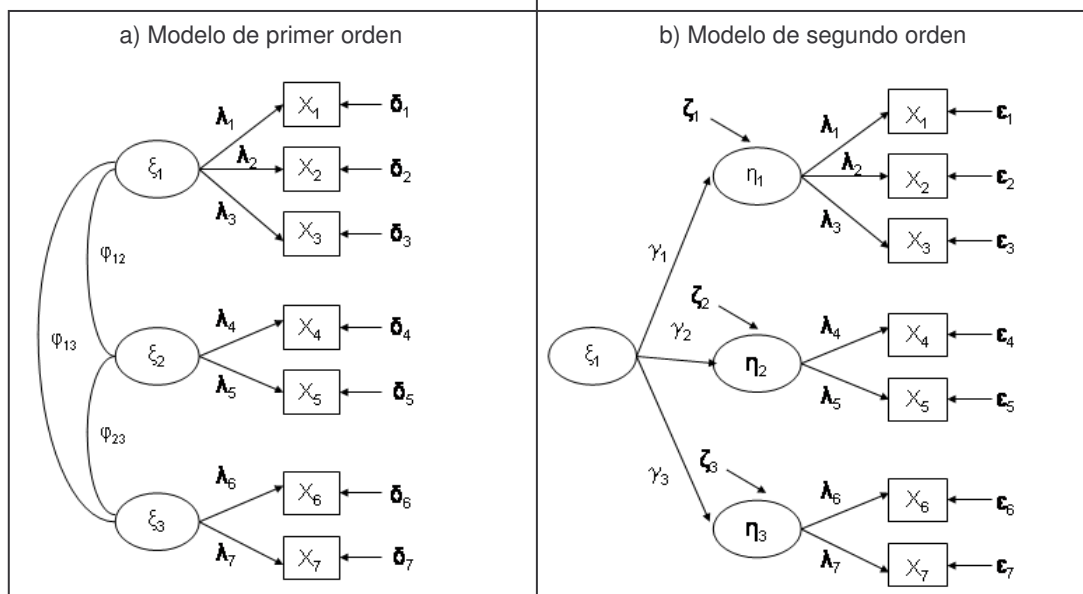 a) Modelo de primer orden
λ₁ X₁ δ₁
ξ₁ λ₂ X₂ δ₂
λ₃ X₃ δ₃
φ₁₂
φ₁₃
λ₄ X₄ δ₄
ξ₂
λ₅ X₅ δ₅
φ₂₃
λ₆ X₆ δ₆
ξ₃
λ₇ X₇ δ₇
b) Modelo de segundo orden
ζ₁ λ₁ X₁ ε₁
η₁ λ₂ X₂ ε₂
λ₃ X₃ ε₃
γ₁
ζ₂ λ₄ X₄ ε₄
ξ₁ γ₂ η₂
λ₅ X₅ ε₅
γ₃ ζ₃ λ₆ X₆ ε₆
η₃
λ₇ X₇ ε₇